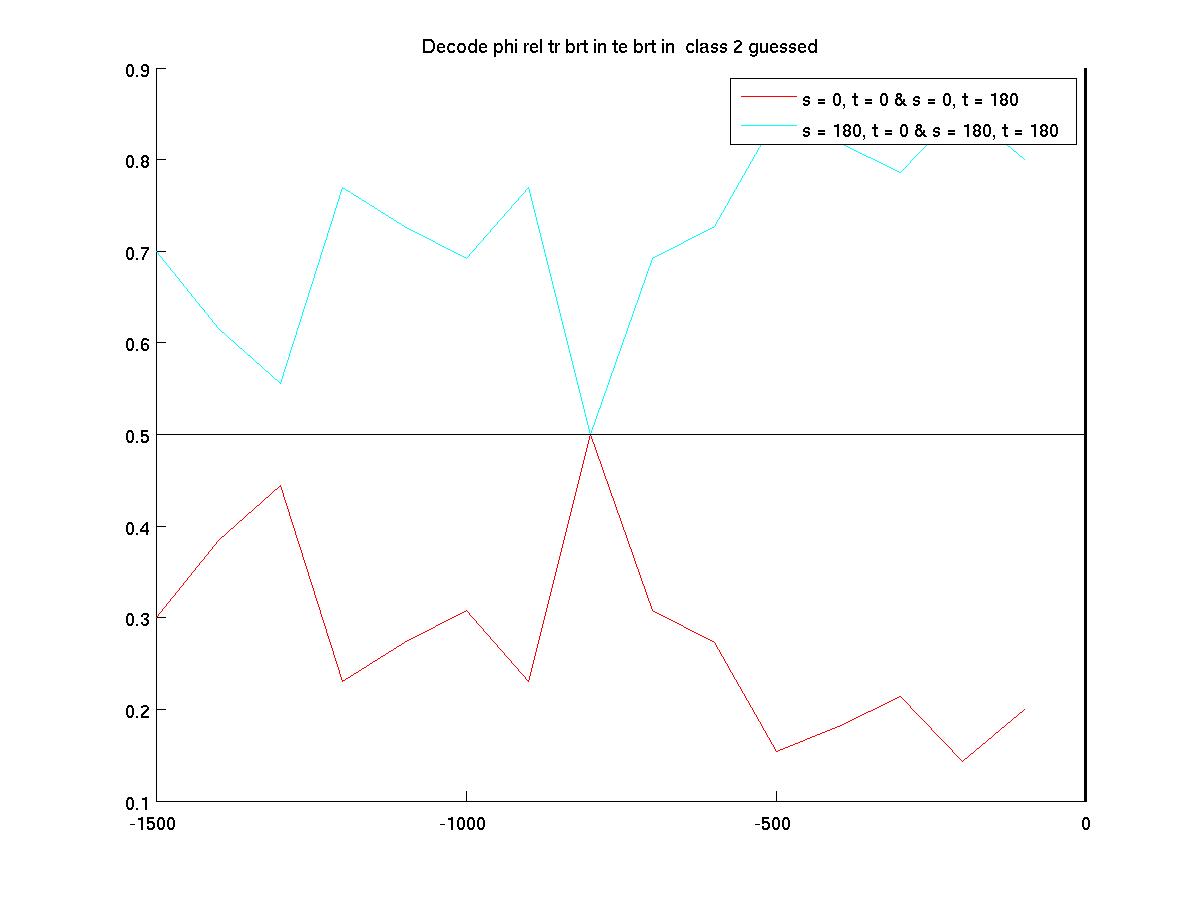 Decode phi rel tr brt in te brt in  class 2 guessed
0.9
s = 0, t = 0 & s = 0, t = 180
s = 180, t = 0 & s = 180, t = 180
0.8
0.7
0.6
0.5
0.4
0.3
0.2
0.1
-1500 -1000 -500 0